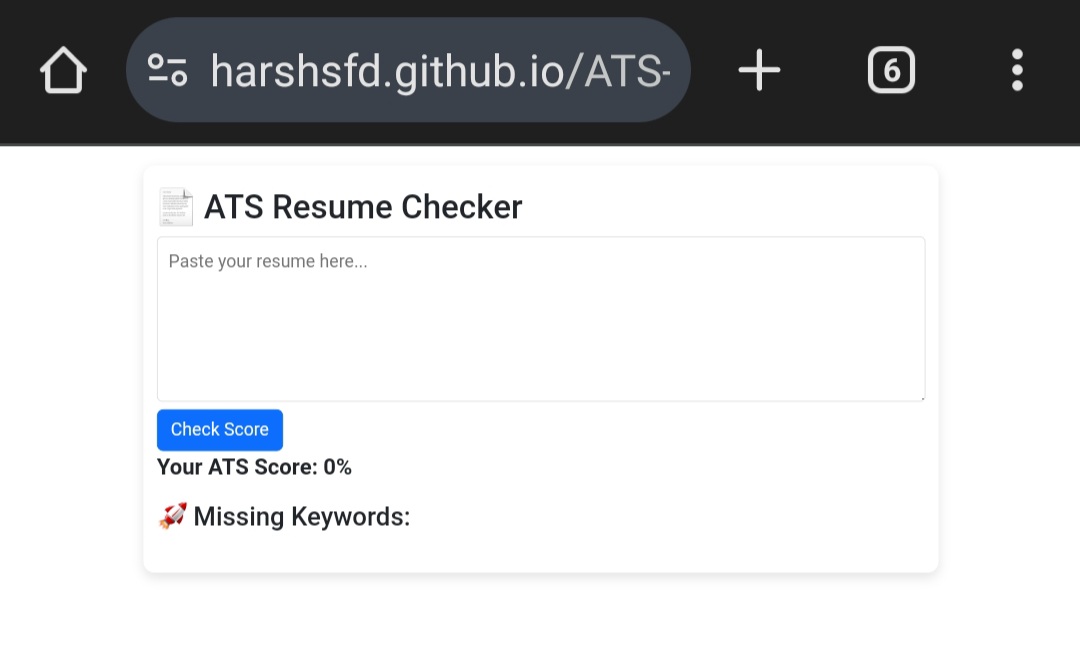 harshsfd.github.io/ATS-
6
ATS Resume Checker
Paste your resume here...
Check Score
Your ATS Score: 0%
🚀 Missing Keywords: